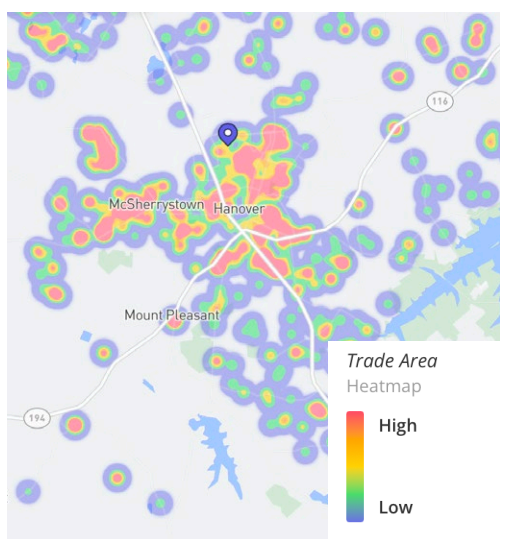 116
McSherrystown
Hanover
Mount Pleasant
194
Trade Area
Heatmap
High
Low